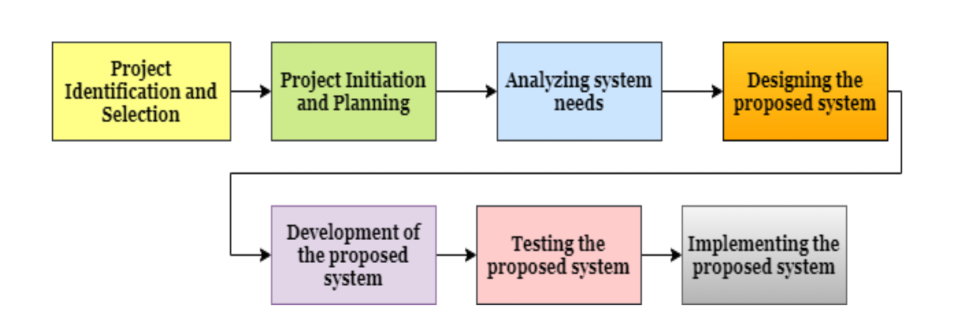 Project
Identification and
Selection
Project Initiation
and Planning
Analyzing system
needs
Designing the
proposed system
Development of
the proposed
system
Testing the
proposed system
Implementing the
proposed system